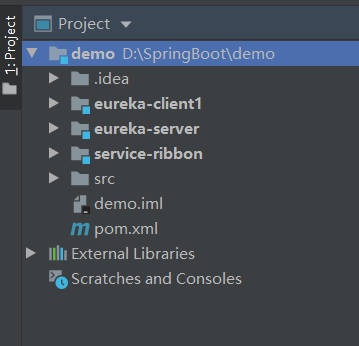 1: Project
Project
demo D:\SpringBoot\demo
.idea
eureka-client1
eureka-server
service-ribbon
src
demo.iml
pom.xml
External Libraries
Scratches and Consoles